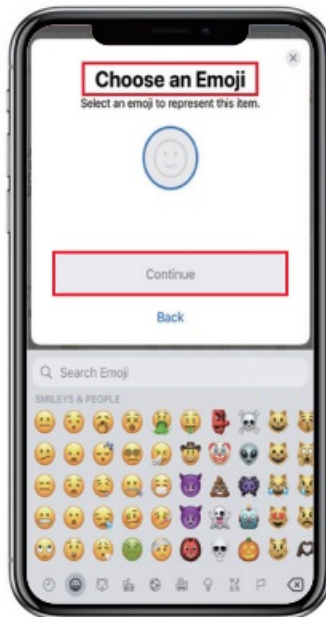 Choose an Emoji
Select an emoji to represent this item.
Continue
Back
Search Emoji
SMILEYS & PEOPLE